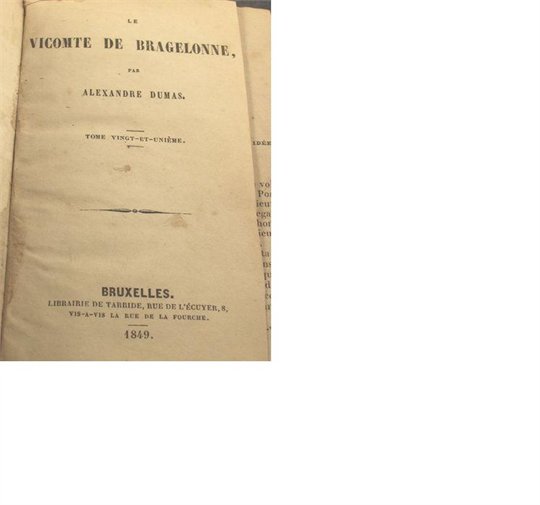 LE
VICOMTE DE BRAGELONNE,
PAR
ALEXANDRE DUMAS.
TOME VINGT-ET-UNIÈME.
BRUXELLES.
LIBRAIRIE DE TARRIDE, RUE DE L'ÉCUYER, 8,
VIS-A-VIS LA RUE DE LA FOURCHE.
1849.